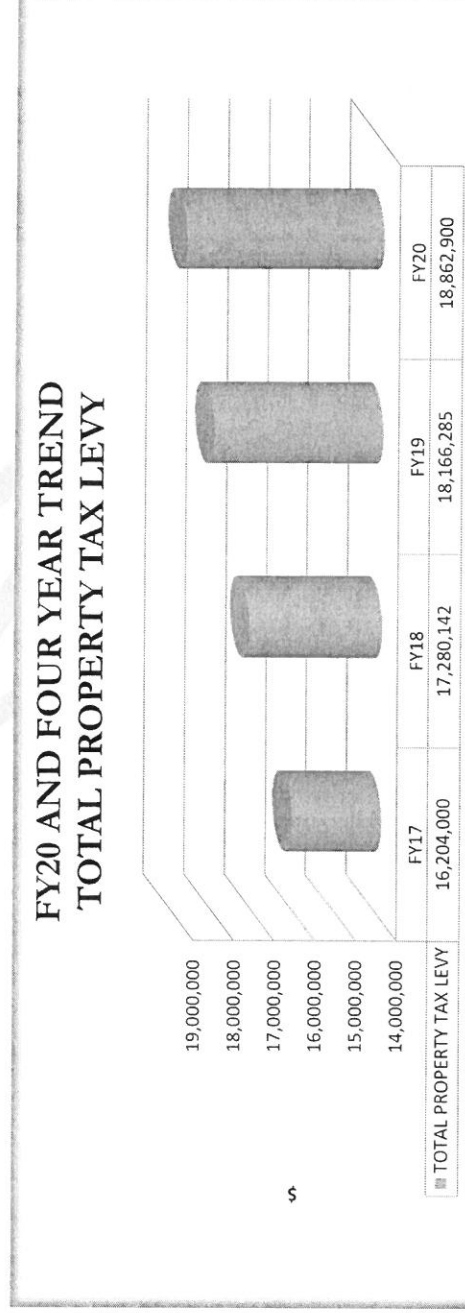 FY20 AND FOUR YEAR TREND
TOTAL PROPERTY TAX LEVY
19,000,000
18,000,000
17,000,000
16,000,000
15,000,000
14,000,000
$
FY17 FY18 FY19 FY20
TOTAL PROPERTY TAX LEVY 16,204,000 17,280,142 18,166,285 18,862,900